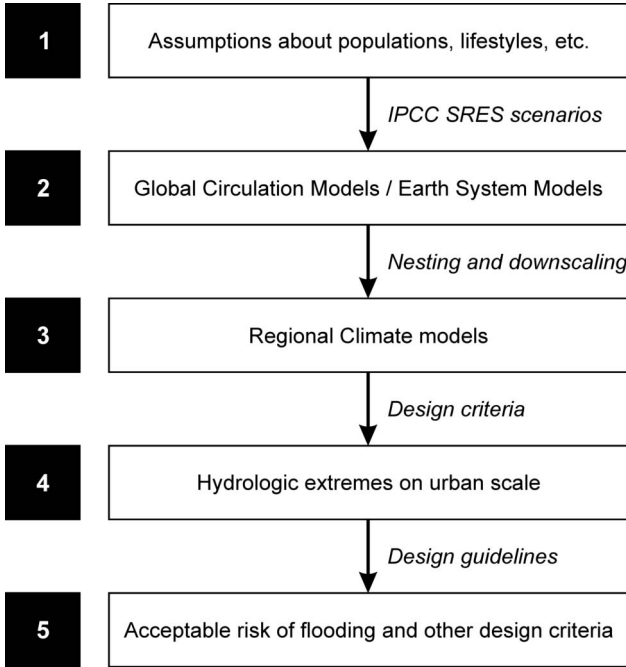 1
Assumptions about populations, lifestyles, etc.
IPCC SRES scenarios
2
Global Circulation Models / Earth System Models
Nesting and downscaling
3
Regional Climate models
Design criteria
4
Hydrologic extremes on urban scale
Design guidelines
5
Acceptable risk of flooding and other design criteria